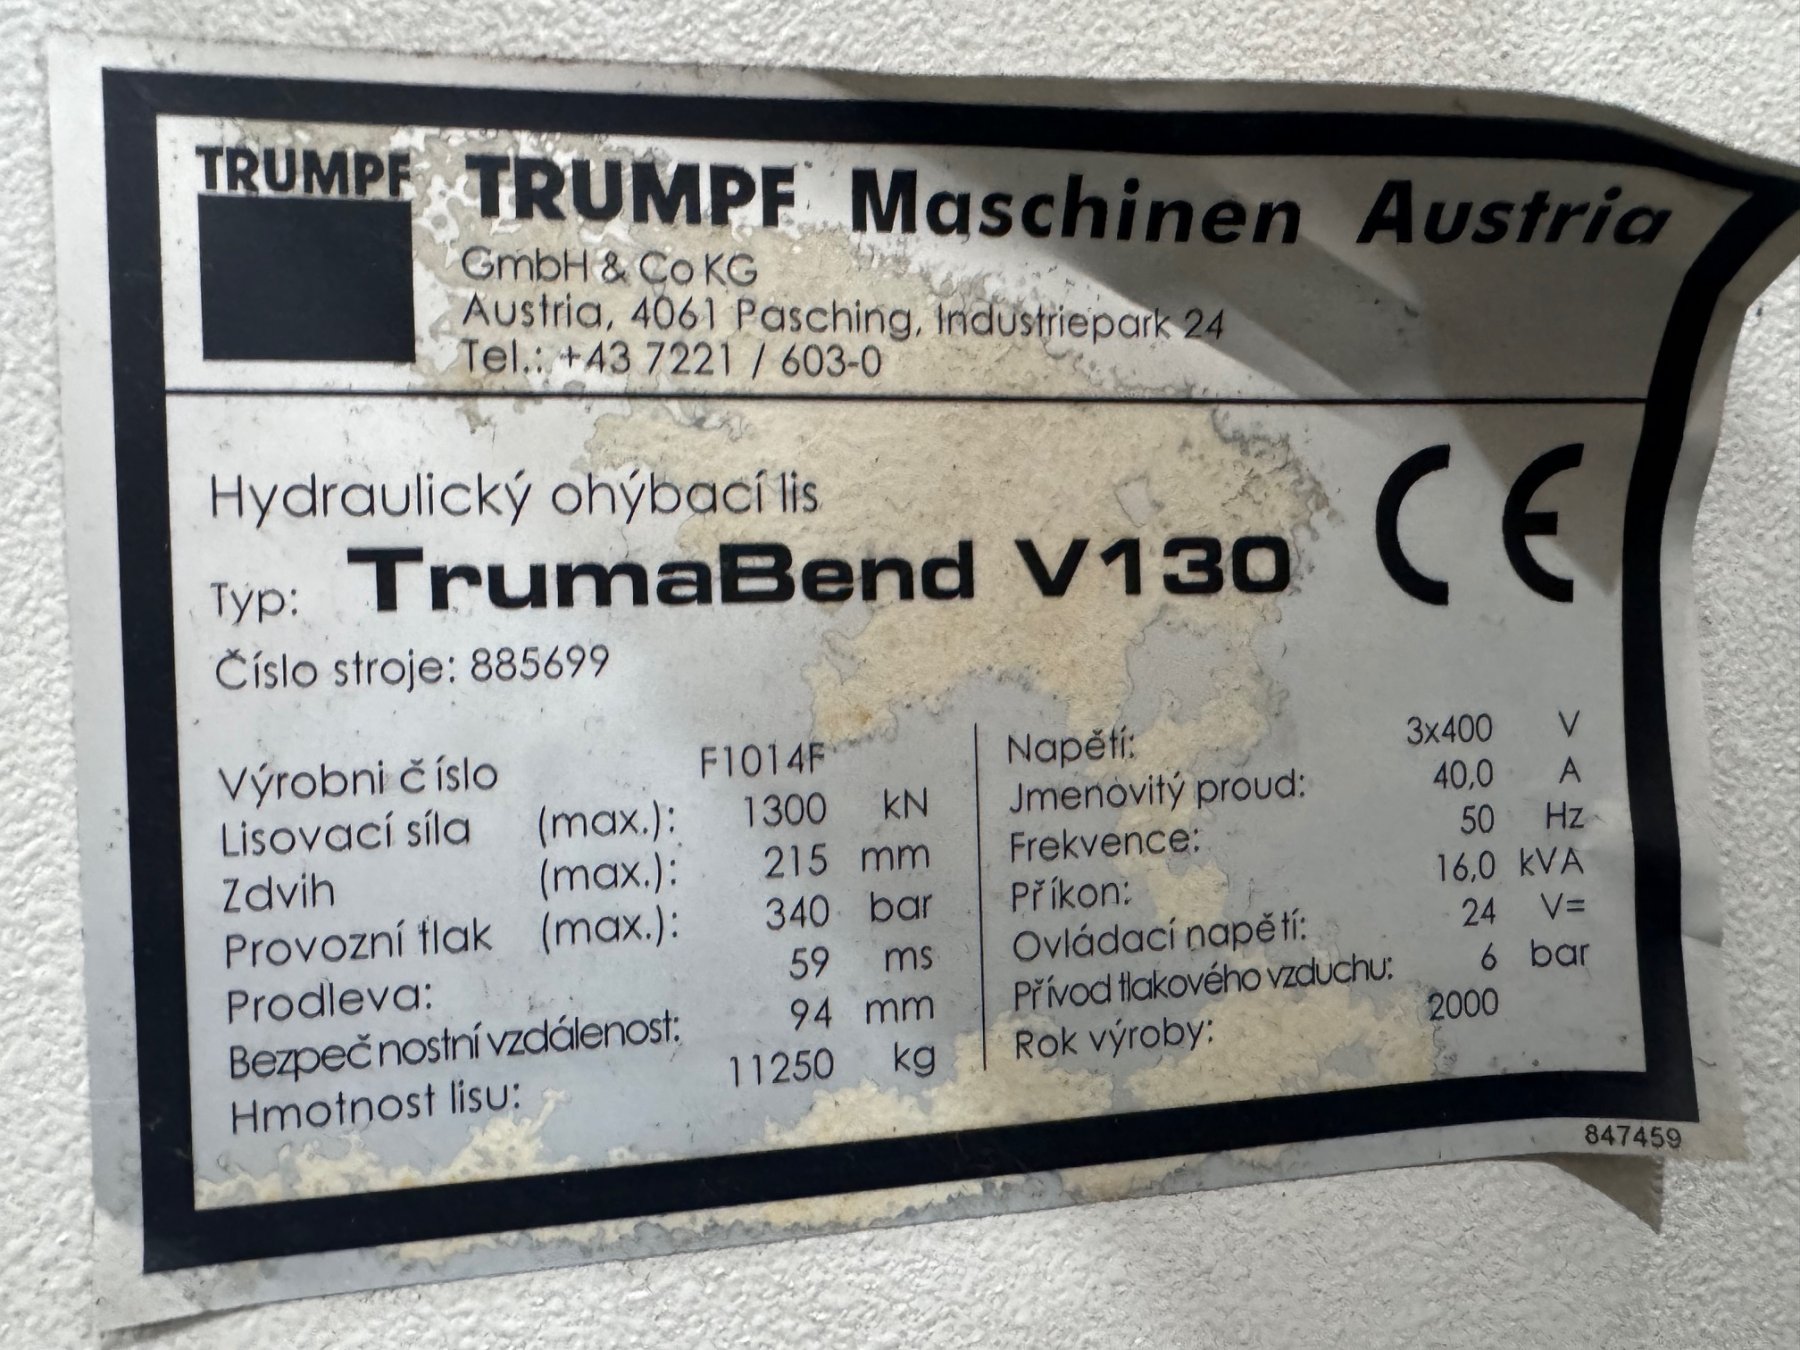 TRUMPF
TRUMPF Maschinen Austria
GmbH & Co KG
Austria, 4061 Pasching, Industriepark 24
Tel.: +43 7221 / 603-0
Hydraulický ohýbací lis
Typ: TrumaBend V130
CE
Číslo stroje: 885699
Výrobni číslo F1014F
Lisovací síla (max.): 1300 kN
Zdvih (max.): 215 mm
Provozní tlak (max.): 340 bar
Prodleva: 59 ms
Bezpečnostní vzdálenost: 94 mm
Hmotnost lisu: 11250 kg
Napětí: 3x400 V
Jmenovitý proud: 40,0 A
Frekvence: 50 Hz
Příkon: 16,0 kVA
Ovládací napětí: 24 V=
Přívod tlakového vzduchu: 6 bar
Rok výroby: 2000
847459